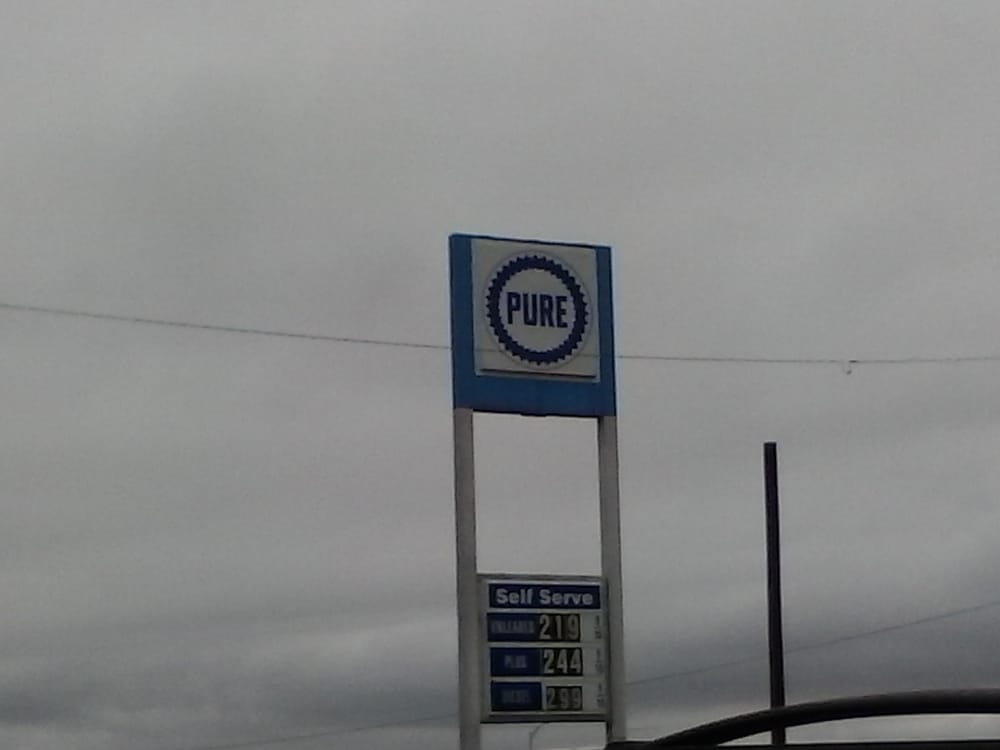 PURE
Self Serve
UNLEADED 219
PLUS 244
DIESEL 299